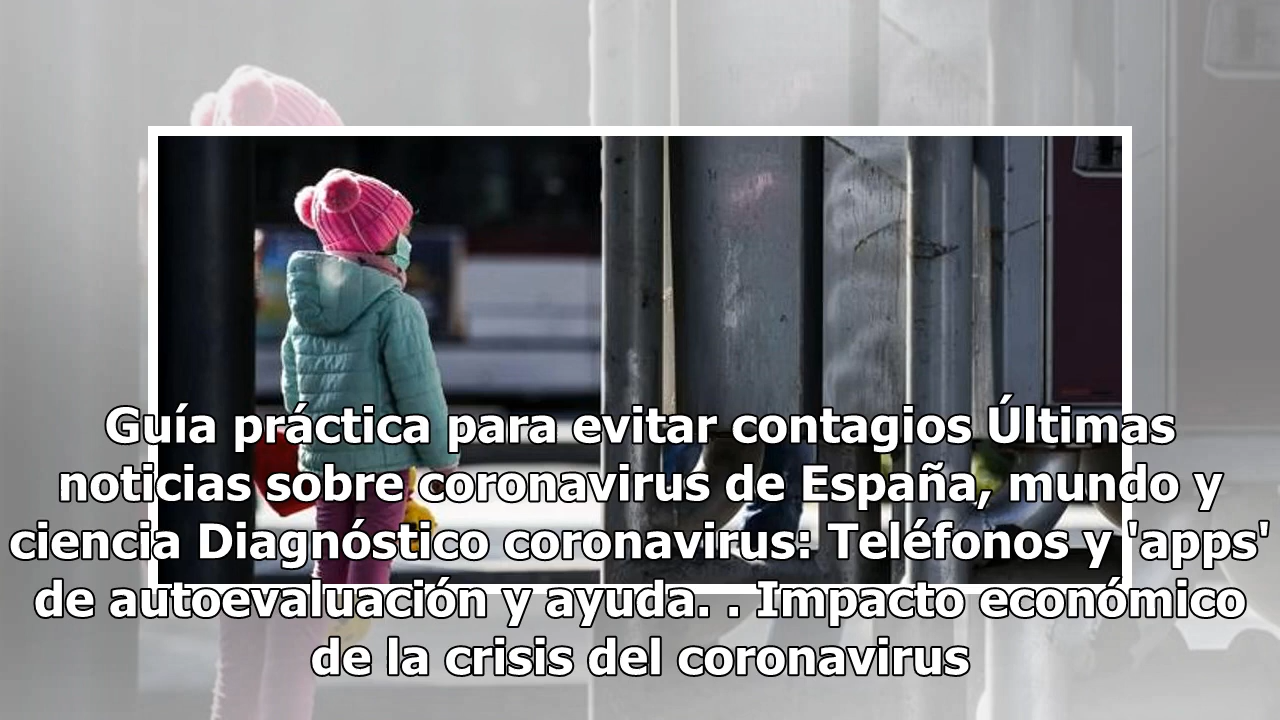 Guía práctica para evitar contagios Últimas
noticias sobre coronavirus de España, mundo y
ciencia Diagnóstico coronavirus: Teléfonos y 'apps'
de autoevaluación y ayuda. . Impacto económico
de la crisis del coronavirus